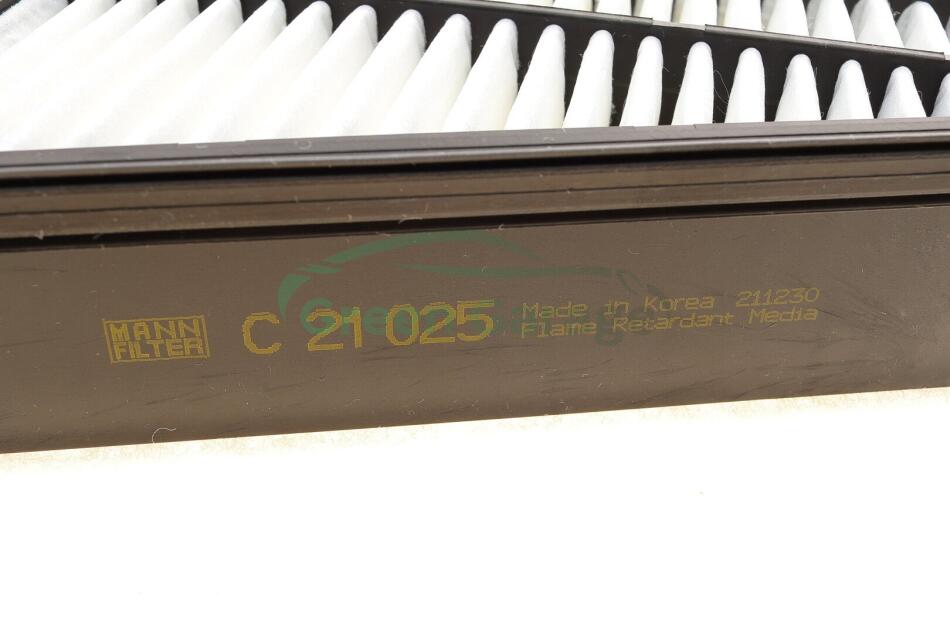 MANN
FILTER
C 21 025
Made in Korea 211230
Flame Retardant Media